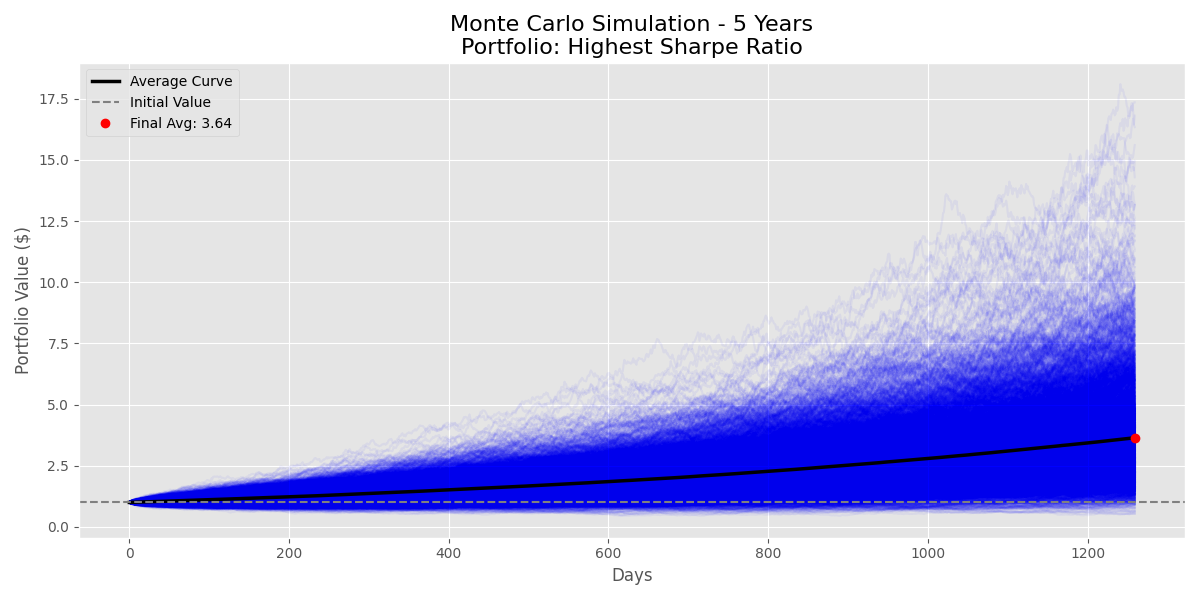 Monte Carlo Simulation - 5 Years
Portfolio: Highest Sharpe Ratio
Average Curve
Initial Value
Final Avg: 3.64
Portfolio Value ($)
17.5
15.0
12.5
10.0
7.5
5.0
2.5
0.0
0 200 400 600 800 1000 1200
Days